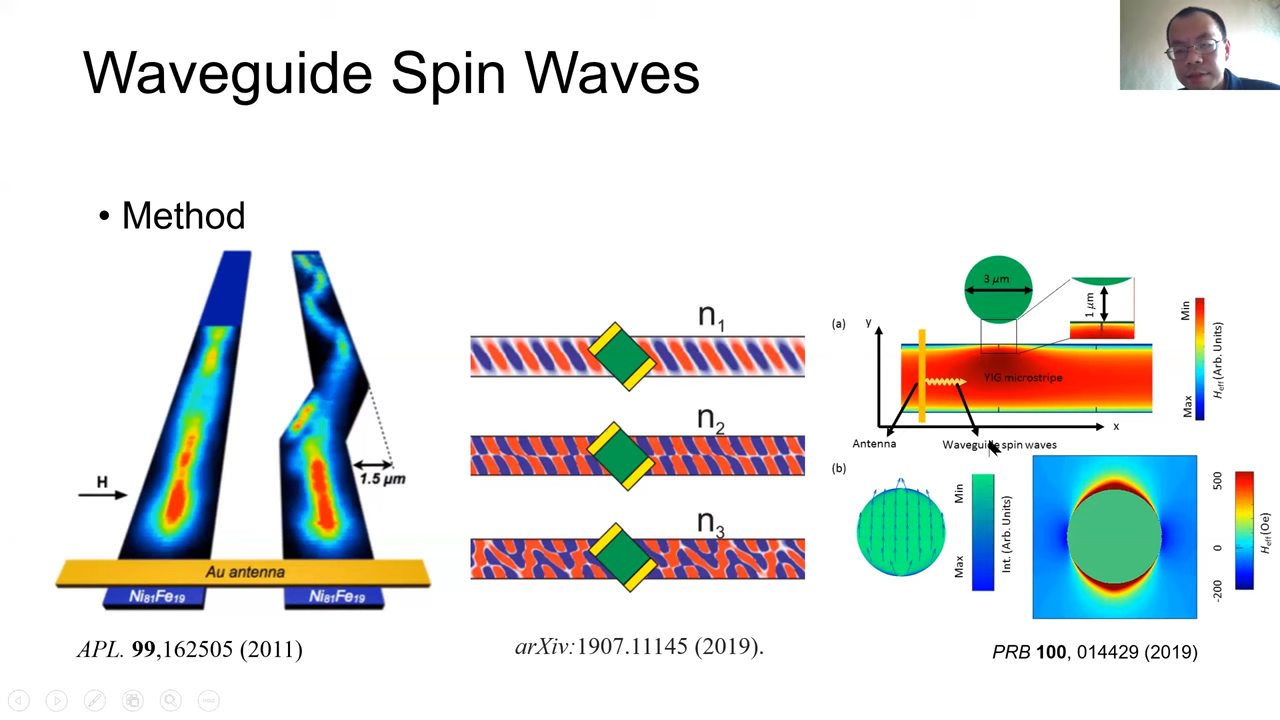 Waveguide Spin Waves
• Method
H
1.5 μm
Au antenna
Ni81Fe19
Ni81Fe19
APL. 99,162505 (2011)
n1
n2
n3
arXiv:1907.11145 (2019).
(a)
y
3 μm
1 μm
YIG microstripe
x
Antenna
Waveguide spin waves
Min
Max
Heff (Arb. Units)
(b)
Min
Max
Int. (Arb. Units)
500
0
-200
Heff (Oe)
PRB 100, 014429 (2019)